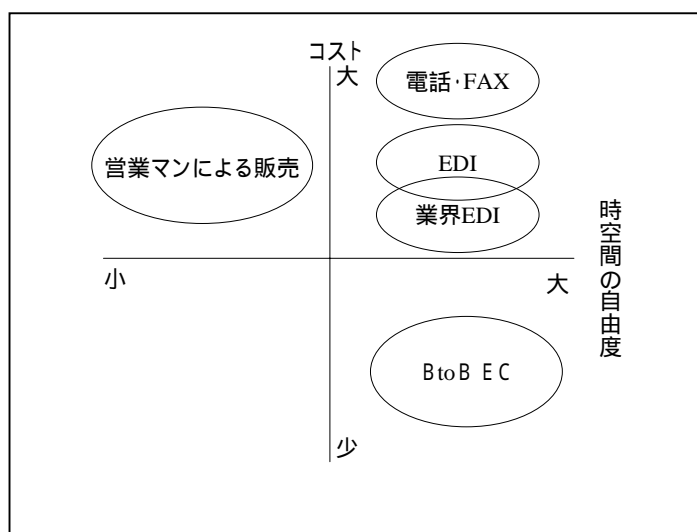 コスト
大
電話・FAX
営業マンによる販売
EDI
業界EDI
小
大
時空間の自由度
BtoB EC
少